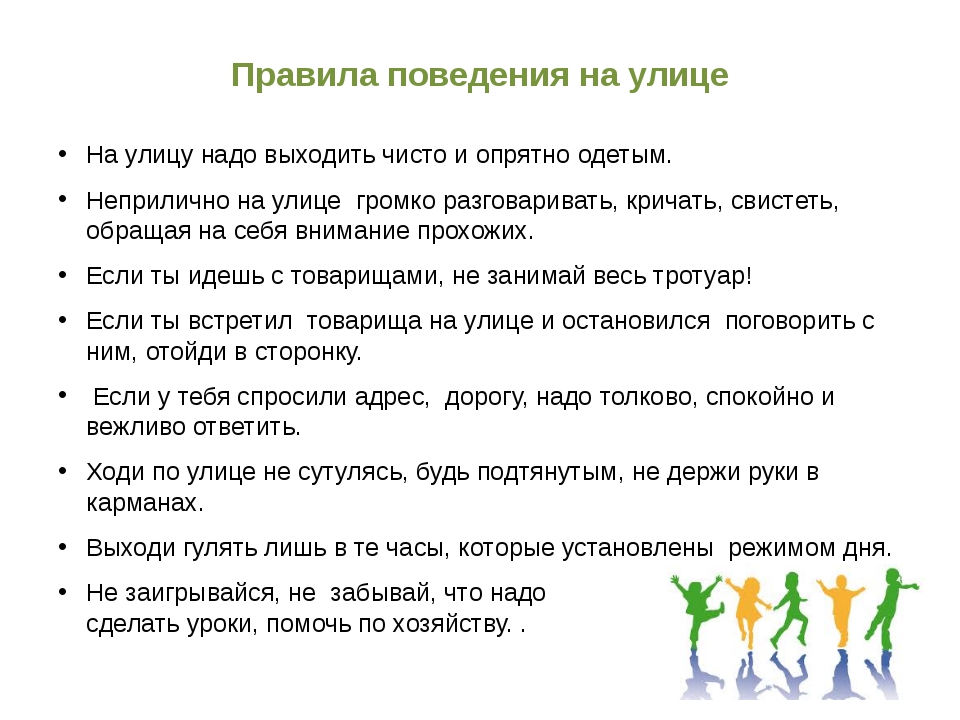 Правила поведения на улице
• На улицу надо выходить чисто и опрятно одетым.
• Неприлично на улице  громко разговаривать, кричать, свистеть,
обращая на себя внимание прохожих.
• Если ты идешь с товарищами, не занимай весь тротуар!
• Если ты встретил  товарища на улице и остановился  поговорить с
ним, отойди в сторонку.
•  Если у тебя спросили адрес,  дорогу, надо толково, спокойно и
вежливо ответить.
• Ходи по улице не сутулясь, будь подтянутым, не держи руки в
карманах.
• Выходи гулять лишь в те часы, которые установлены  режимом дня.
• Не заигрывайся, не  забывай, что надо
сделать уроки, помочь по хозяйству. .